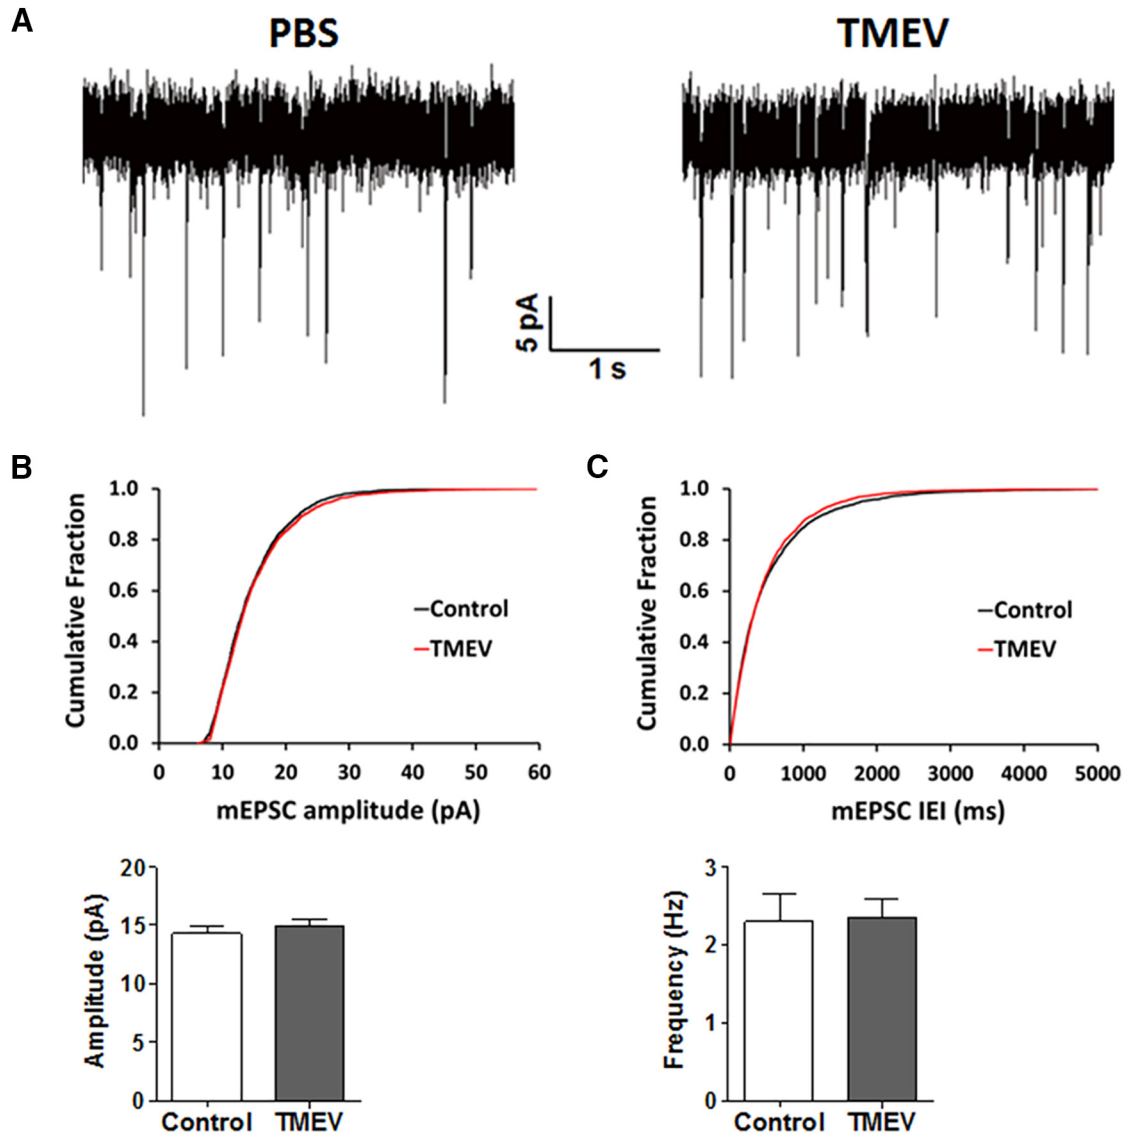 A
PBS
TMEV
5 pA
1 s
B
Cumulative Fraction
1.0
0.8
0.6
0.4
0.2
0.0
0 10 20 30 40 50 60
mEPSC amplitude (pA)
Control
TMEV
C
Cumulative Fraction
1.0
0.8
0.6
0.4
0.2
0.0
0 1000 2000 3000 4000 5000
mEPSC IEI (ms)
Control
TMEV
Amplitude (pA)
20
15
10
5
0
Control TMEV
Frequency (Hz)
3
2
1
0
Control TMEV